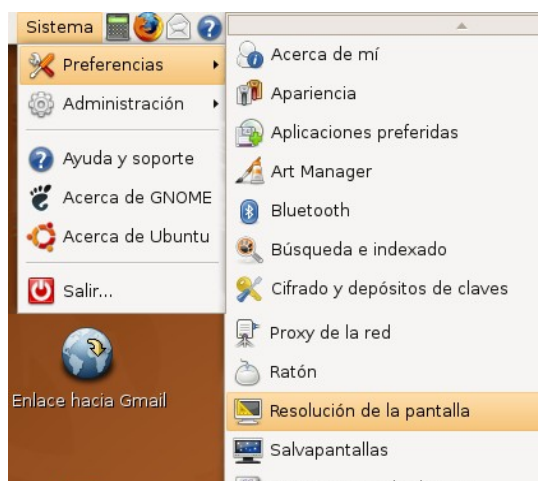 Sistema
Preferencias
Administración
Ayuda y soporte
Acerca de GNOME
Acerca de Ubuntu
Salir...
Enlace hacia Gmail
Acerca de mí
Apariencia
Aplicaciones preferidas
Art Manager
Bluetooth
Búsqueda e indexado
Cifrado y depósitos de claves
Proxy de la red
Ratón
Resolución de la pantalla
Salvapantallas